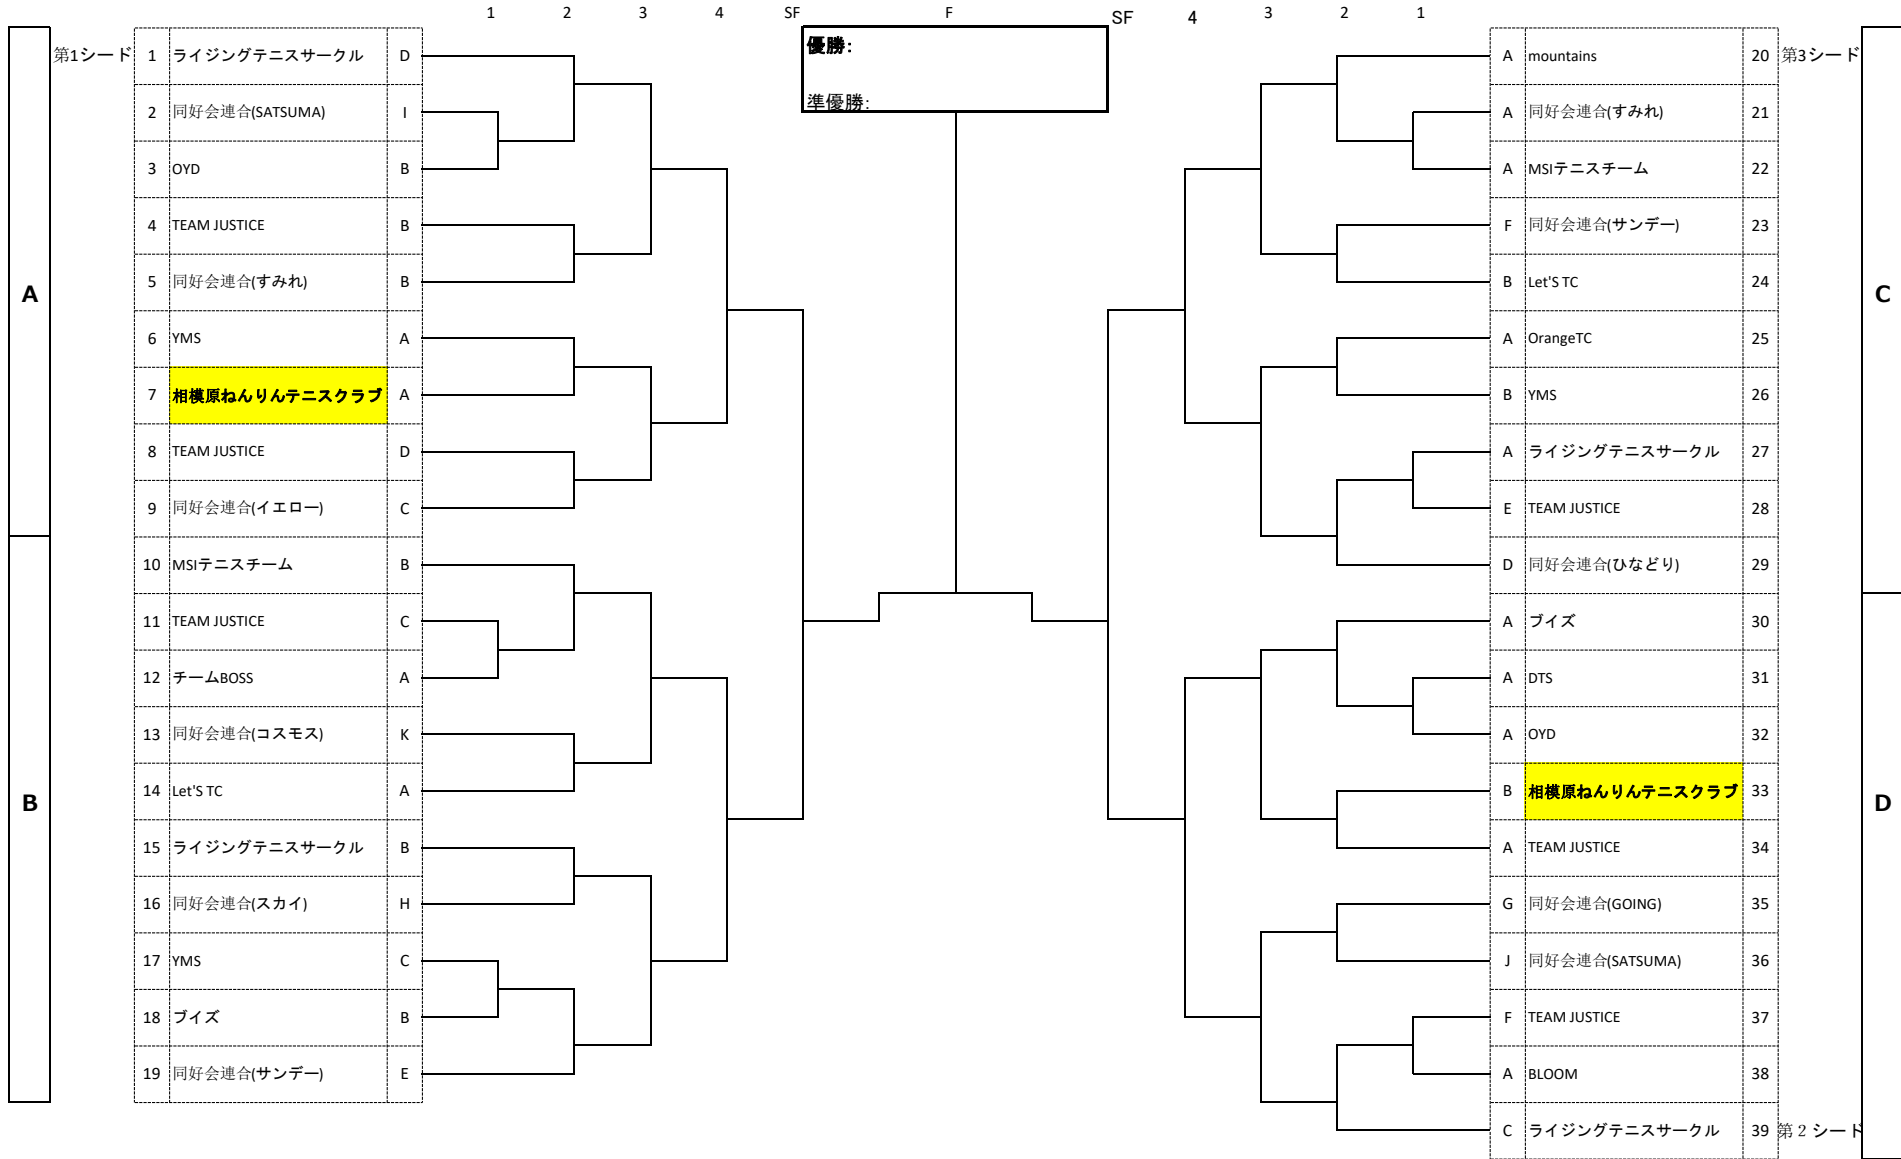 1 2 3 4 SF F SF 4 3 2 1
優勝:
準優勝:
A
第1シード 1 ライジングテニスサークル D
2 同好会連合(SATSUMA) I
3 OYD B
4 TEAM JUSTICE B
5 同好会連合(すみれ) B
6 YMS A
7 相模原ねんりんテニスクラブ A
8 TEAM JUSTICE D
9 同好会連合(イエロー) C
B
10 MSIテニスチーム B
11 TEAM JUSTICE C
12 チームBOSS A
13 同好会連合(コスモス) K
14 Let'S TC A
15 ライジングテニスサークル B
16 同好会連合(スカイ) H
17 YMS C
18 ブイズ B
19 同好会連合(サンデー) E
A mountains 20 第3シード
A 同好会連合(すみれ) 21
A MSIテニスチーム 22
F 同好会連合(サンデー) 23
B Let'S TC 24
A OrangeTC 25
B YMS 26
A ライジングテニスサークル 27
E TEAM JUSTICE 28
D 同好会連合(ひなどり) 29
C
A ブイズ 30
A DTS 31
A OYD 32
B 相模原ねんりんテニスクラブ 33
A TEAM JUSTICE 34
G 同好会連合(GOING) 35
J 同好会連合(SATSUMA) 36
F TEAM JUSTICE 37
A BLOOM 38
C ライジングテニスサークル 39 第２シード
D